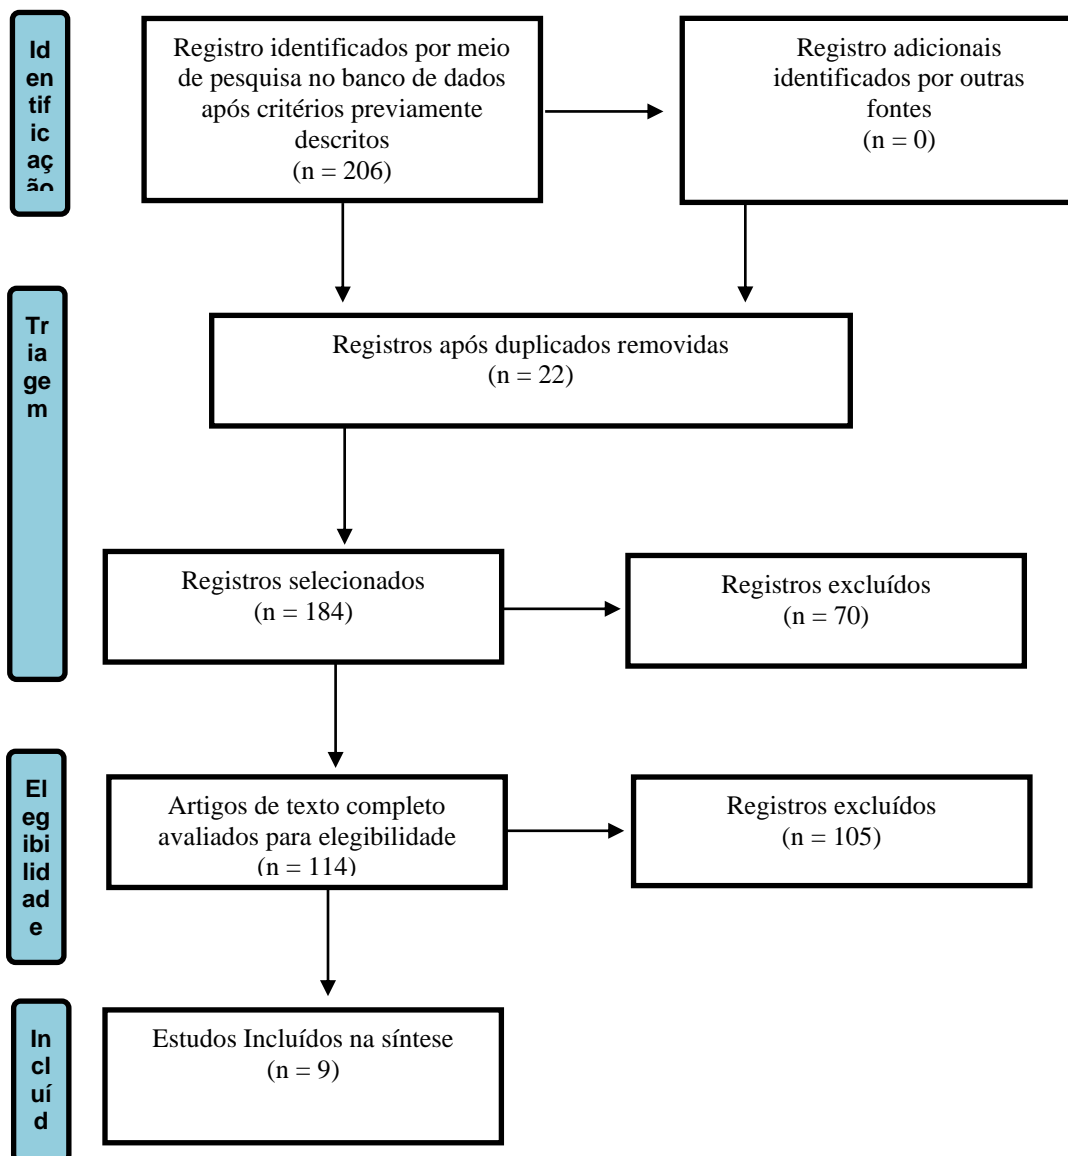 Id
en
tif
ic
aç
ão
Registro identificados por meio
de pesquisa no banco de dados
após critérios previamente
descritos
(n = 206)
Registro adicionais
identificados por outras
fontes
(n = 0)
Tr
ia
ge
m
Registros após duplicados removidas
(n = 22)
Registros selecionados
(n = 184)
Registros excluídos
(n = 70)
El
egi
bi
lid
ad
e
Artigos de texto completo
avaliados para elegibilidade
(n = 114)
Registros excluídos
(n = 105)
In
cl
uí
d
Estudos Incluídos na síntese
(n = 9)